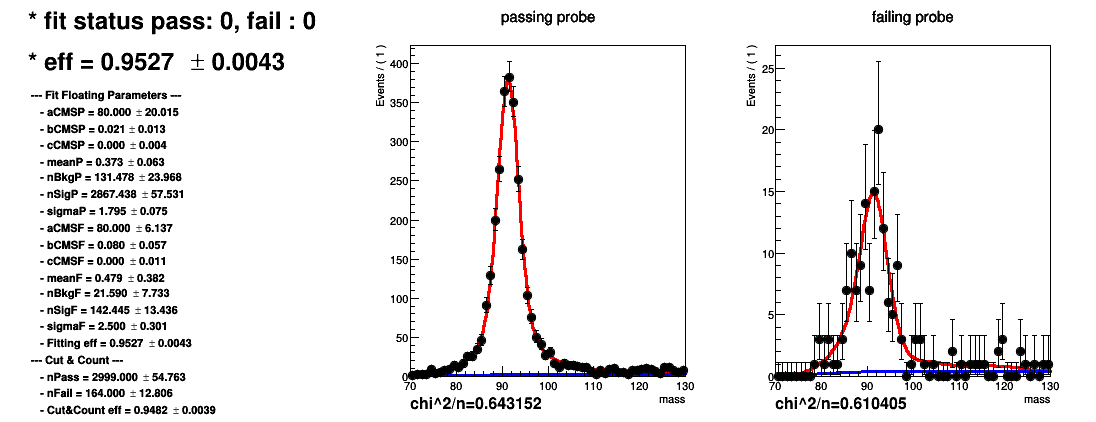 * fit status pass: 0, fail : 0
* eff = 0.9527 ± 0.0043
--- Fit Floating Parameters ---
- aCMSP = 80.000 ± 20.015
- bCMSP = 0.021 ± 0.013
- cCMSP = 0.000 ± 0.004
- meanP = 0.373 ± 0.063
- nBkgP = 131.478 ± 23.968
- nSigP = 2867.438 ± 57.531
- sigmaP = 1.795 ± 0.075
- aCMSF = 80.000 ± 6.137
- bCMSF = 0.080 ± 0.057
- cCMSF = 0.000 ± 0.011
- meanF = 0.479 ± 0.382
- nBkgF = 21.590 ± 7.733
- nSigF = 142.445 ± 13.436
- sigmaF = 2.500 ± 0.301
- Fitting eff = 0.9527 ± 0.0043
--- Cut & Count ---
- nPass = 2999.000 ± 54.763
- nFail = 164.000 ± 12.806
- Cut&Count eff = 0.9482 ± 0.0039
passing probe
Events / ( 1 )
400
350
300
250
200
150
100
50
0
70 80 90 100 110 120 130
mass
chi^2/n=0.643152
failing probe
Events / ( 1 )
25
20
15
10
5
0
70 80 90 100 110 120 130
mass
chi^2/n=0.610405